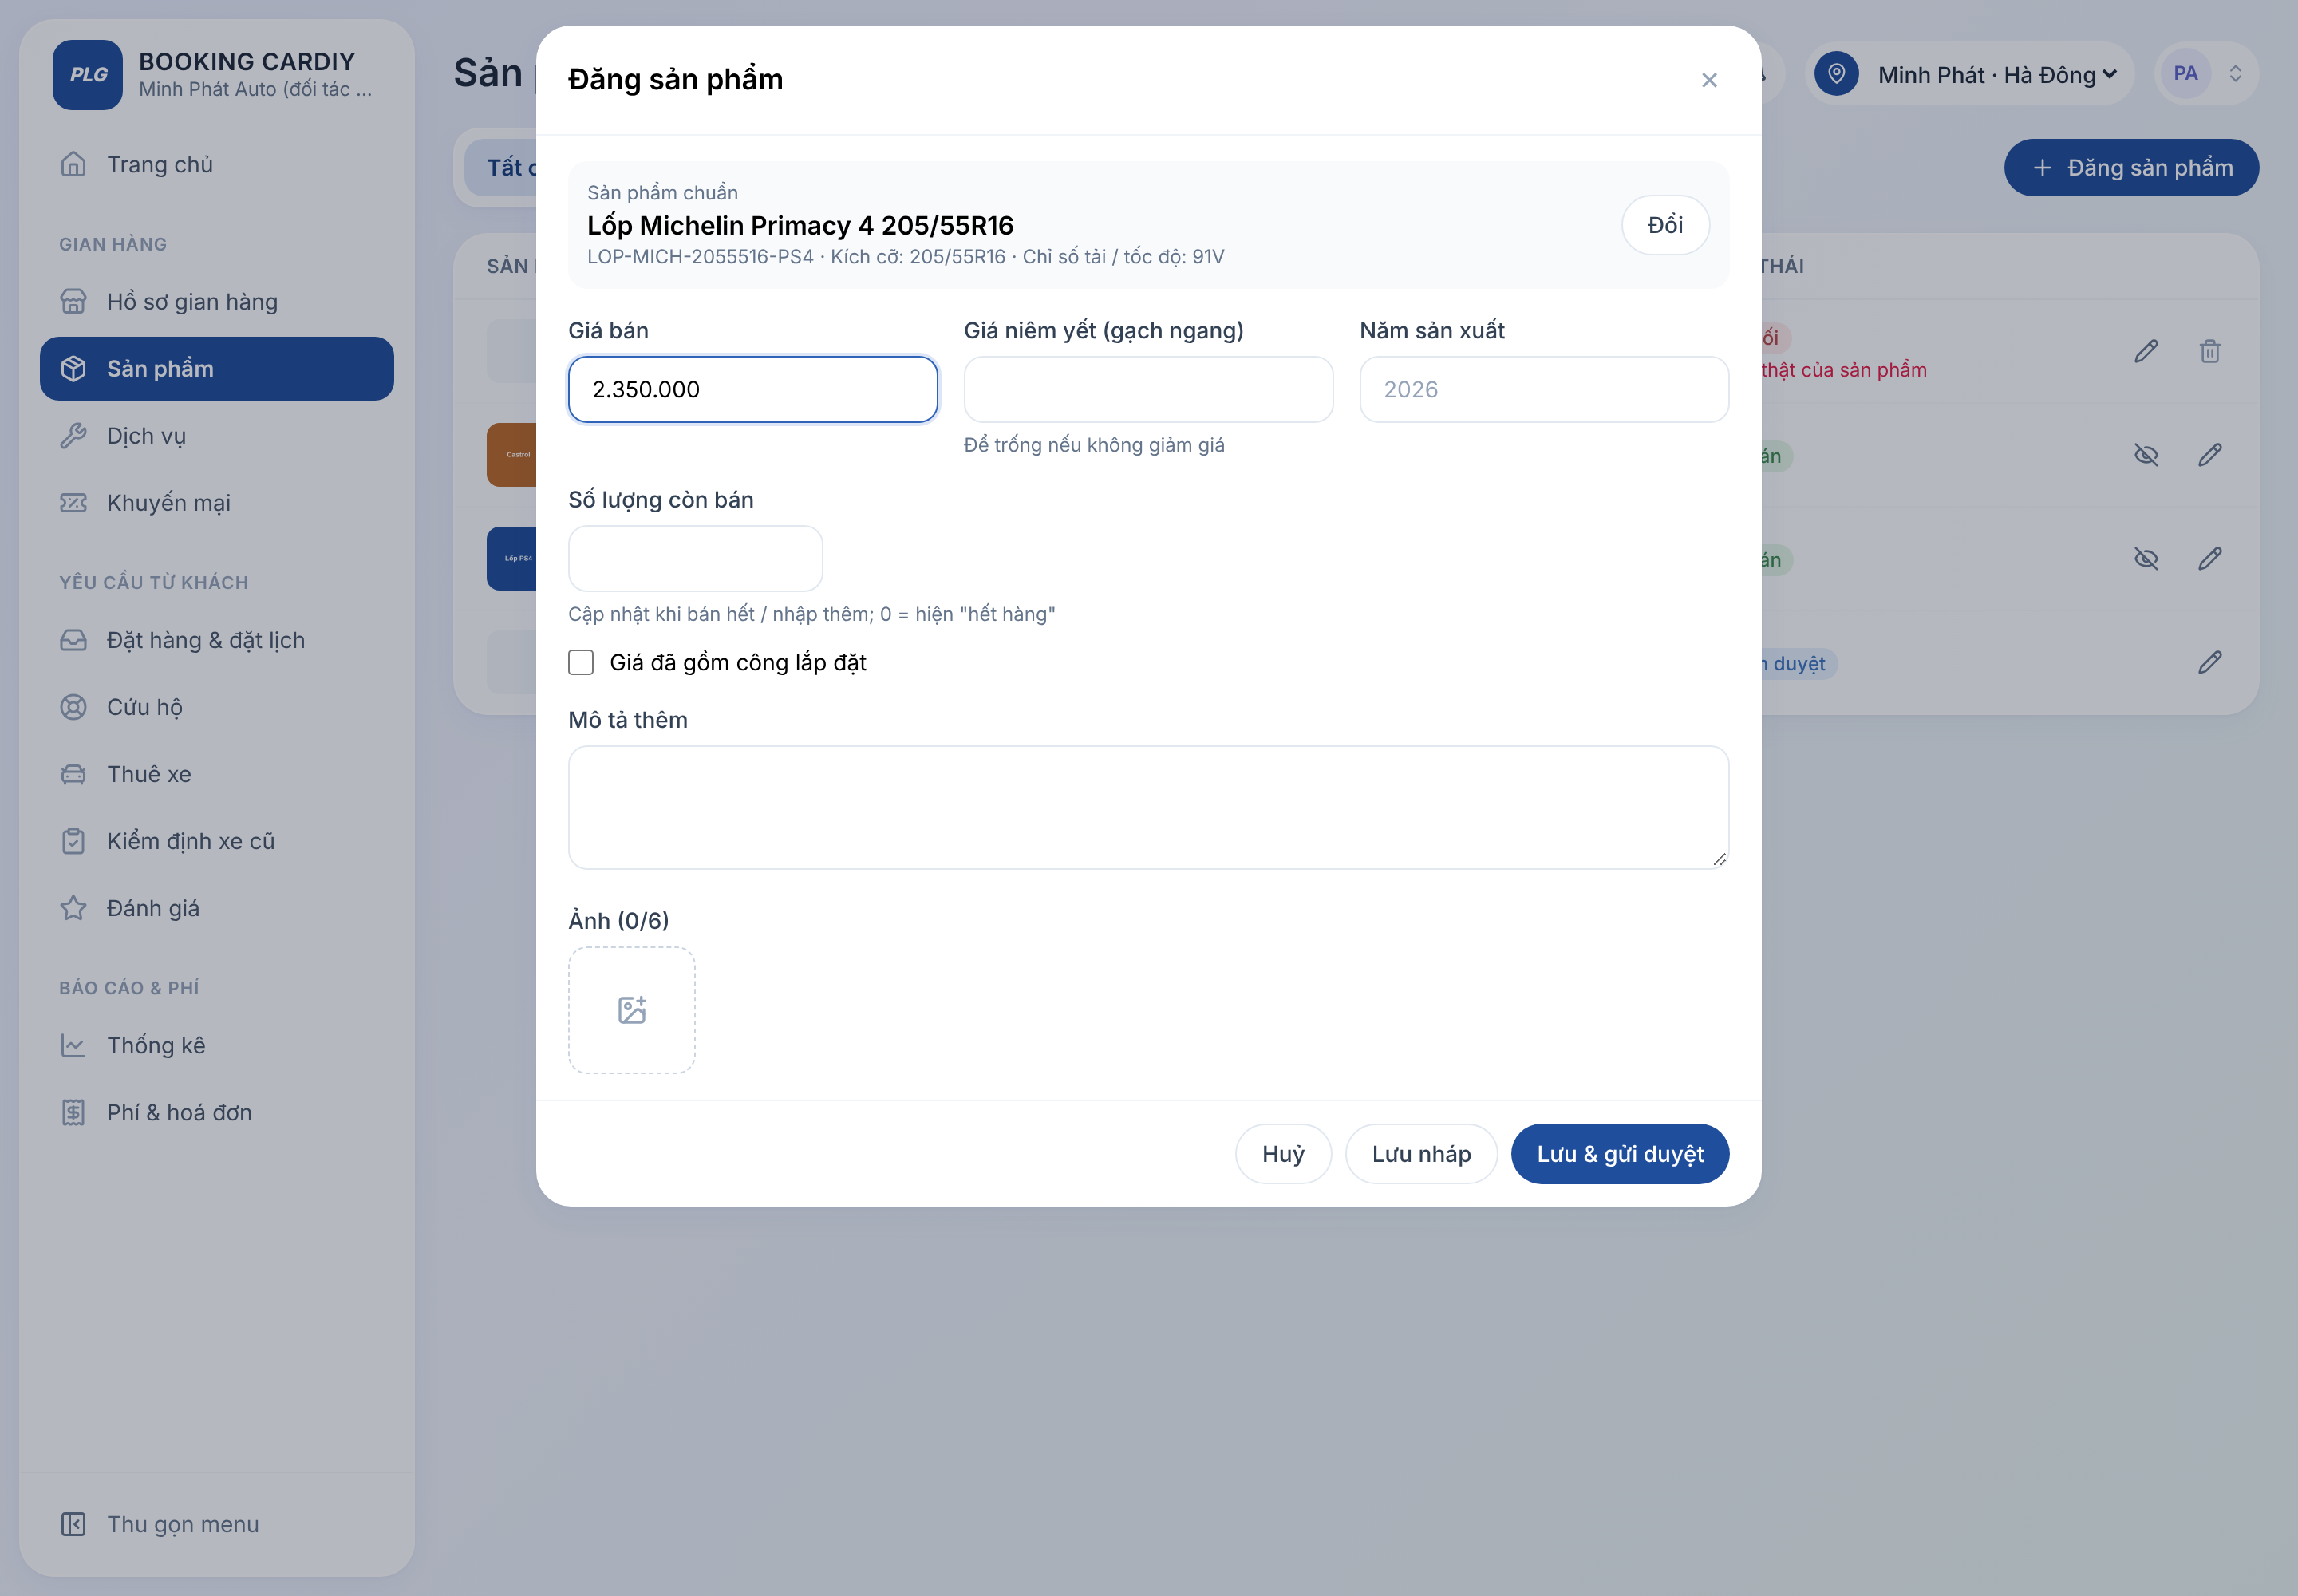 PLG
BOOKING CARDIY
Minh Phát Auto (đối tác ...
Trang chủ
GIAN HÀNG
Hồ sơ gian hàng
Sản phẩm
Dịch vụ
Khuyến mại
YÊU CẦU TỪ KHÁCH
Đặt hàng & đặt lịch
Cứu hộ
Thuê xe
Kiểm định xe cũ
Đánh giá
BÁO CÁO & PHÍ
Thống kê
Phí & hoá đơn
Thu gọn menu
Sản
Minh Phát · Hà Đông
PA
Tất
Đăng sản phẩm
SẢN
THÁI
thật của sản phẩm
Castrol
Lốp PS4
duyệt
Đăng sản phẩm
Sản phẩm chuẩn
Lốp Michelin Primacy 4 205/55R16
LOP-MICH-2055516-PS4 · Kích cỡ: 205/55R16 · Chỉ số tải / tốc độ: 91V
Đổi
Giá bán
2.350.000
Giá niêm yết (gạch ngang)
Để trống nếu không giảm giá
Năm sản xuất
2026
Số lượng còn bán
Cập nhật khi bán hết / nhập thêm; 0 = hiện "hết hàng"
Giá đã gồm công lắp đặt
Mô tả thêm
Ảnh (0/6)
Huỷ
Lưu nháp
Lưu & gửi duyệt